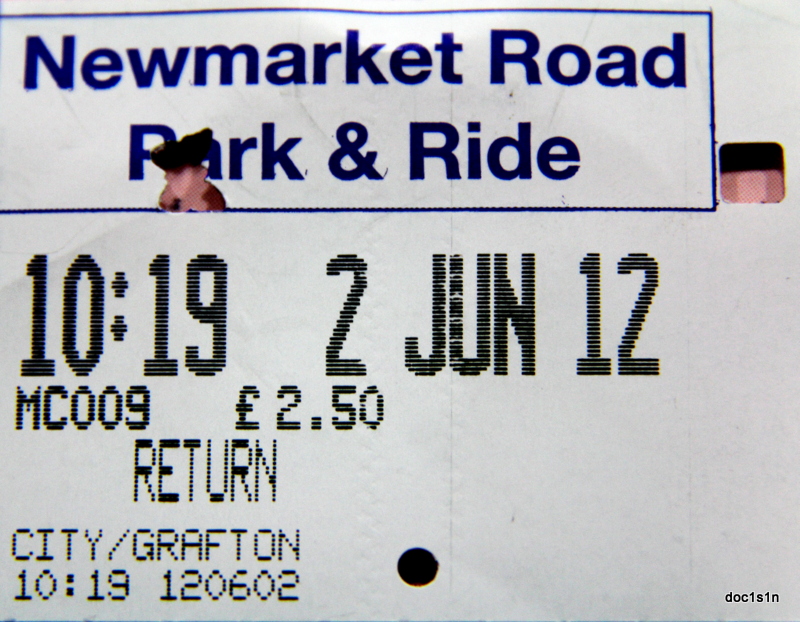 Newmarket Road
Park & Ride
10:19 2 JUN 12
MC009 £2.50
RETURN
CITY/GRAFTON
10:19 120602
doc1s1n